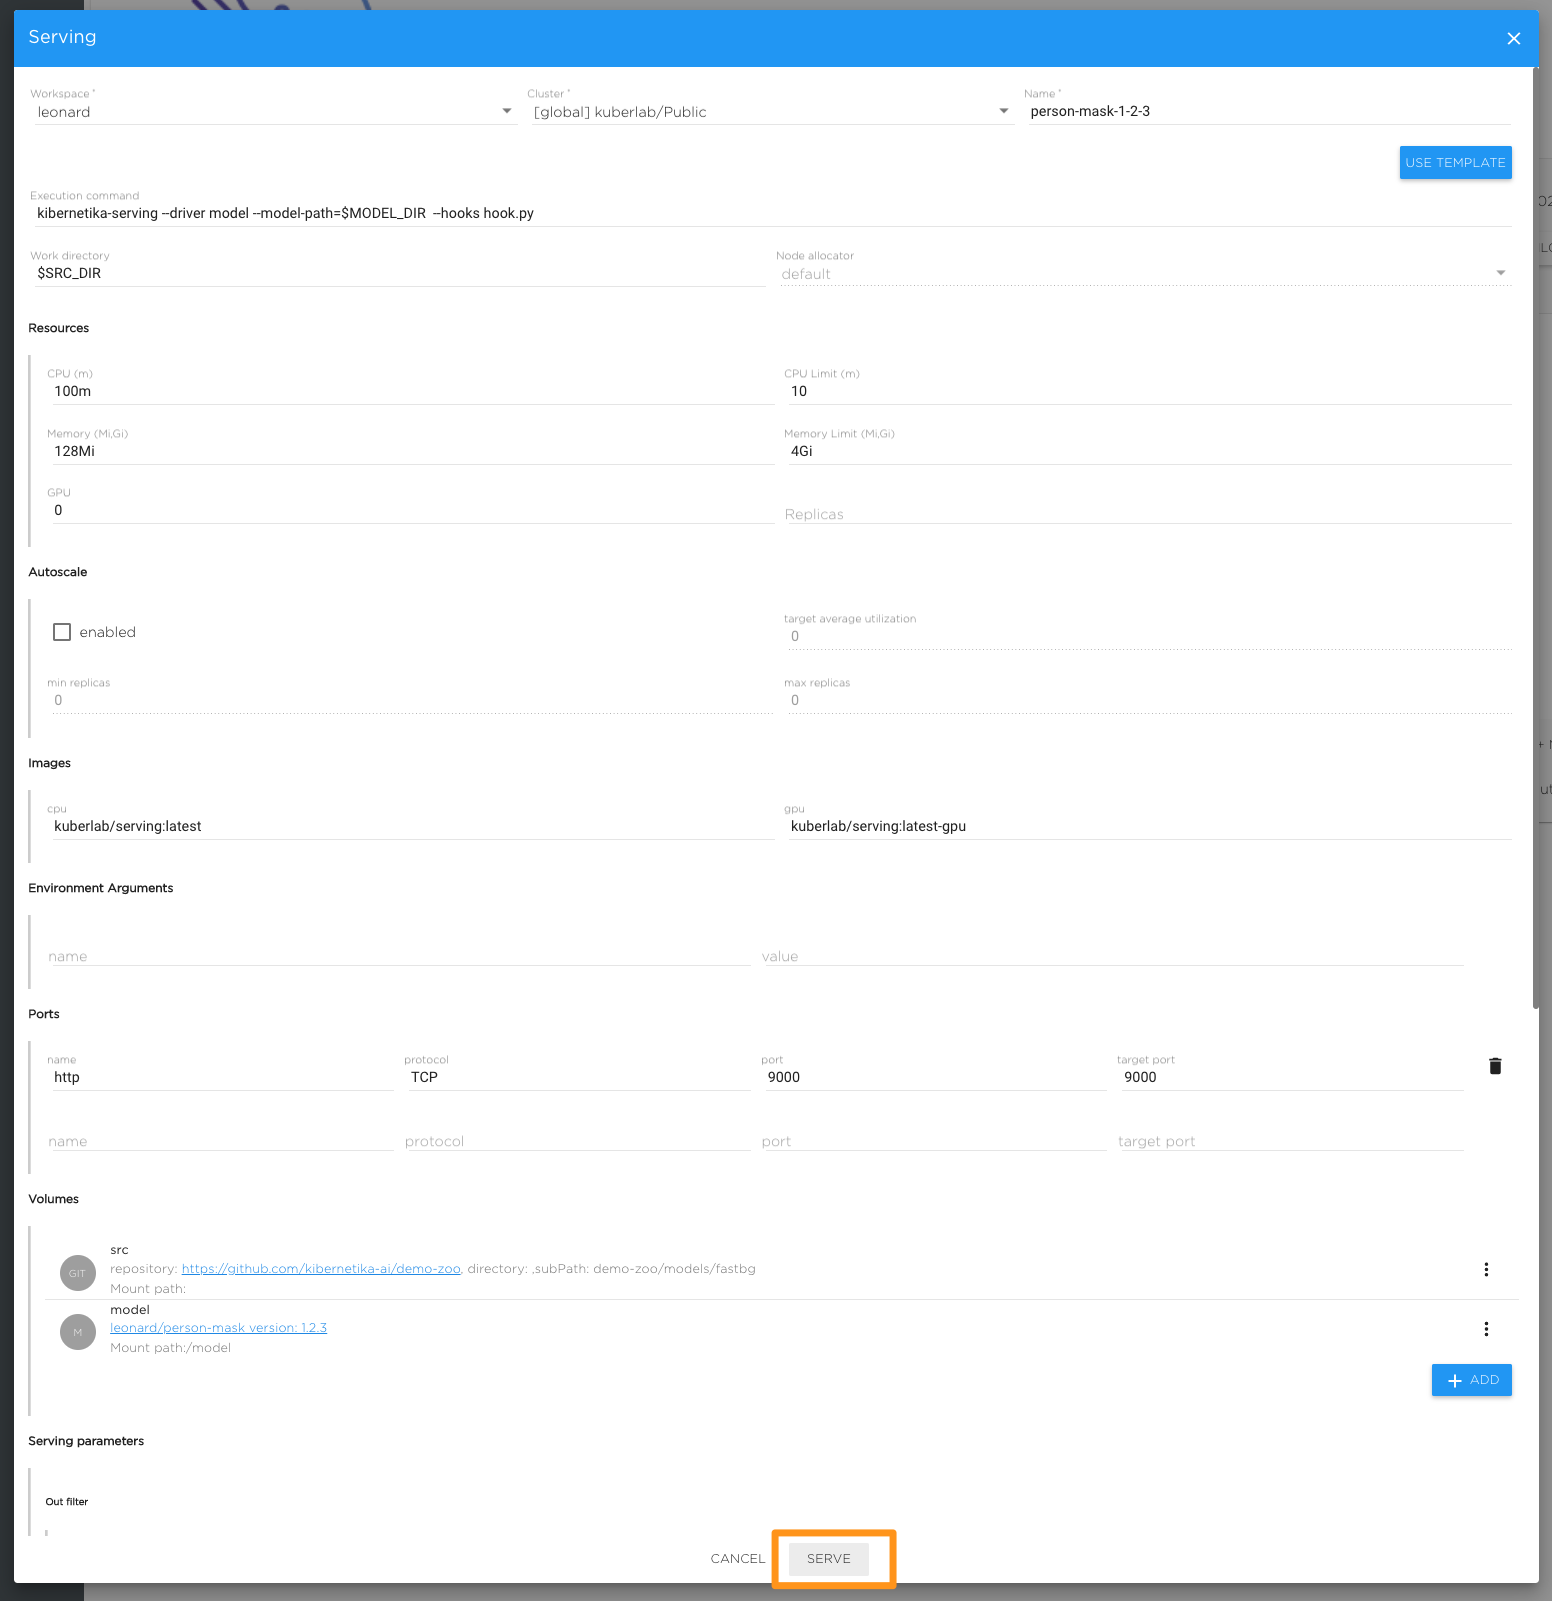 Serving
Workspace * Cluster * Name *
leonard [global] kuberlab/Public person-mask-1-2-3
USE TEMPLATE
Execution command
kibernetika-serving --driver model --model-path=$MODEL_DIR --hooks hook.py
Work directory Node allocator
$SRC_DIR default
Resources
CPU (m) CPU Limit (m)
100m 10
Memory (Mi,Gi) Memory Limit (Mi,Gi)
128Mi 4Gi
GPU
0 Replicas
Autoscale
enabled
target average utilization
0
min replicas max replicas
0 0
Images
cpu gpu
kuberlab/serving:latest kuberlab/serving:latest-gpu
Environment Arguments
name value
Ports
name protocol port target port
http TCP 9000 9000
name protocol port target port
Volumes
GIT
src
repository: https://github.com/kibernetika-ai/demo-zoo, directory: ,subPath: demo-zoo/models/fastbg
Mount path:
M
model
leonard/person-mask version: 1.2.3
Mount path:/model
+ ADD
Serving parameters
Out filter
CANCEL SERVE